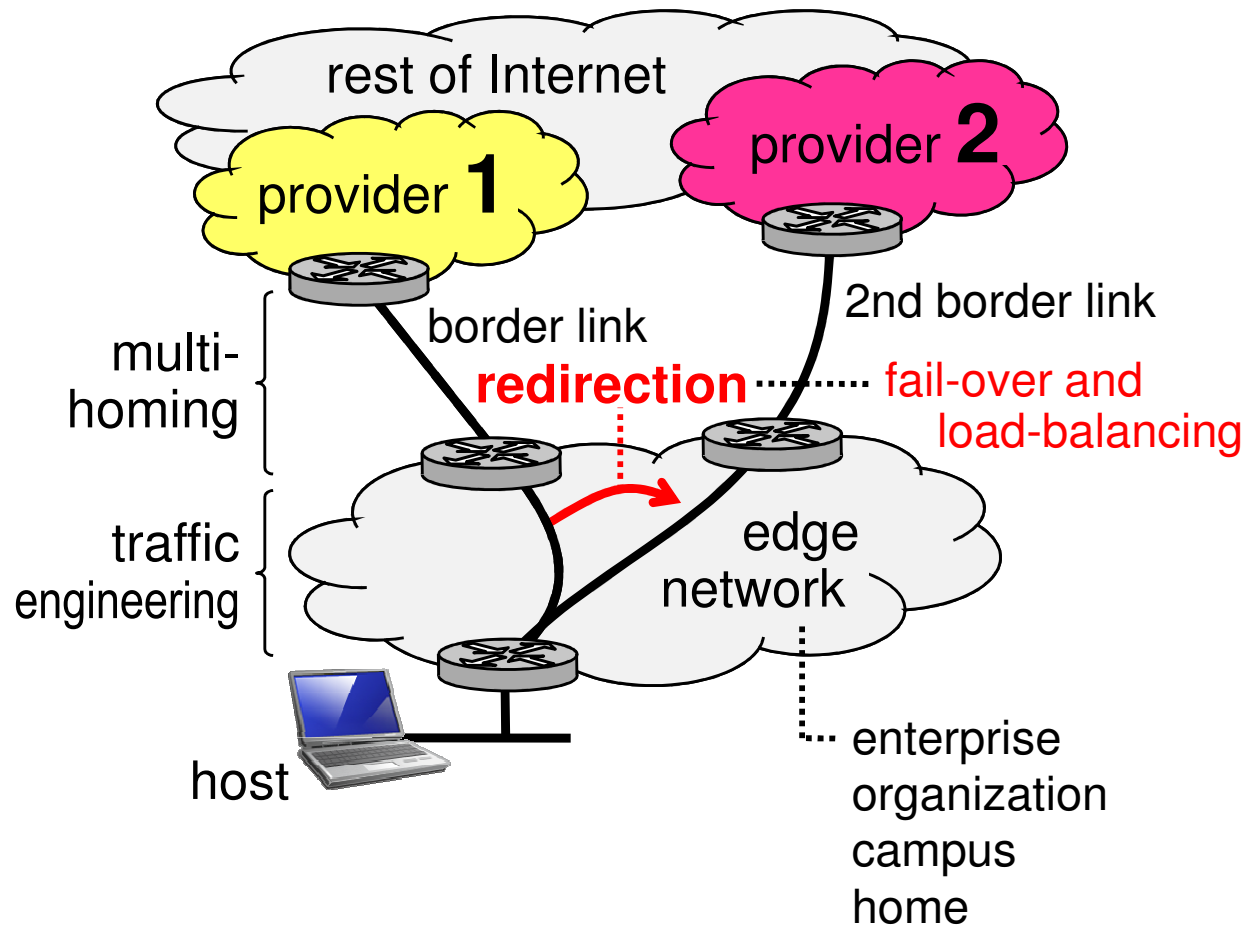 rest of Internet
provider 2
provider 1
2nd border link
border link
multi-
homing
redirection
fail-over and
load-balancing
traffic
engineering
edge
network
host
enterprise
organization
campus
home